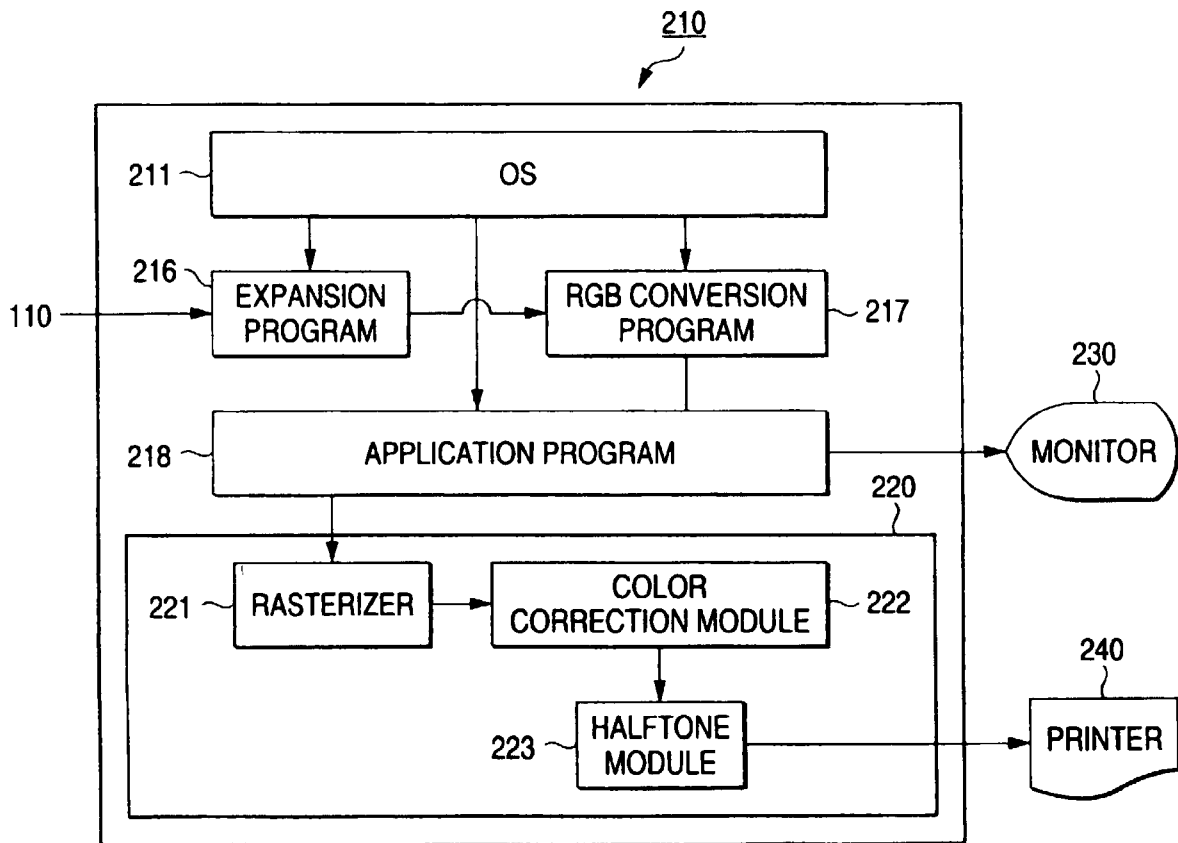 210
211
OS
216
EXPANSION
PROGRAM
RGB CONVERSION
PROGRAM
217
110
230
218
APPLICATION PROGRAM
MONITOR
220
221
RASTERIZER
COLOR
CORRECTION MODULE
222
240
223
HALFTONE
MODULE
PRINTER